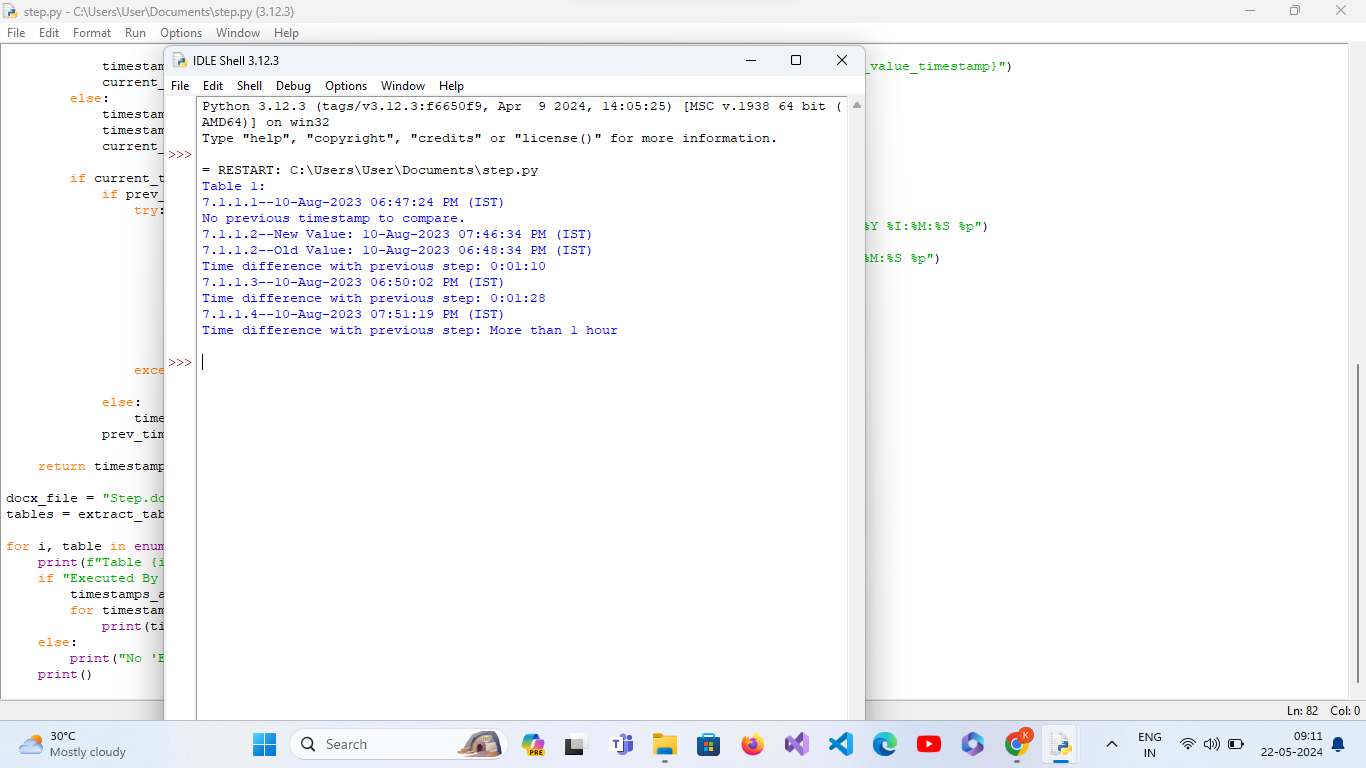 step.py - C:\Users\User\Documents\step.py (3.12.3)
File Edit Format Run Options Window Help
IDLE Shell 3.12.3
File Edit Shell Debug Options Window Help
Python 3.12.3 (tags/v3.12.3:f6650f9, Apr  9 2024, 14:05:25) [MSC v.1938 64 bit (
AMD64)] on win32
Type "help", "copyright", "credits" or "license()" for more information.
>>>
= RESTART: C:\Users\User\Documents\step.py
Table 1:
7.1.1.1--10-Aug-2023 06:47:24 PM (IST)
No previous timestamp to compare.
7.1.1.2--New Value: 10-Aug-2023 07:46:34 PM (IST)
7.1.1.2--Old Value: 10-Aug-2023 06:48:34 PM (IST)
Time difference with previous step: 0:01:10
7.1.1.3--10-Aug-2023 06:50:02 PM (IST)
Time difference with previous step: 0:01:28
7.1.1.4--10-Aug-2023 07:51:19 PM (IST)
Time difference with previous step: More than 1 hour
>>>
timestam
current_
else:
timestam
timestam
current_
if current_t
if prev_
try:
exce
else:
time
prev_tim
return timestamp
docx_file = "Step.do
tables = extract_tab
for i, table in enum
print(f"Table {i
if "Executed By
timestamps_a
for timestam
print(ti
else:
print("No 'E
print()
_value_timestamp}")
%Y %I:%M:%S %p")
%M:%S %p")
Ln: 82 Col: 0
30°C
Mostly cloudy
Search
PRE
K
ENG
IN
09:11
22-05-2024